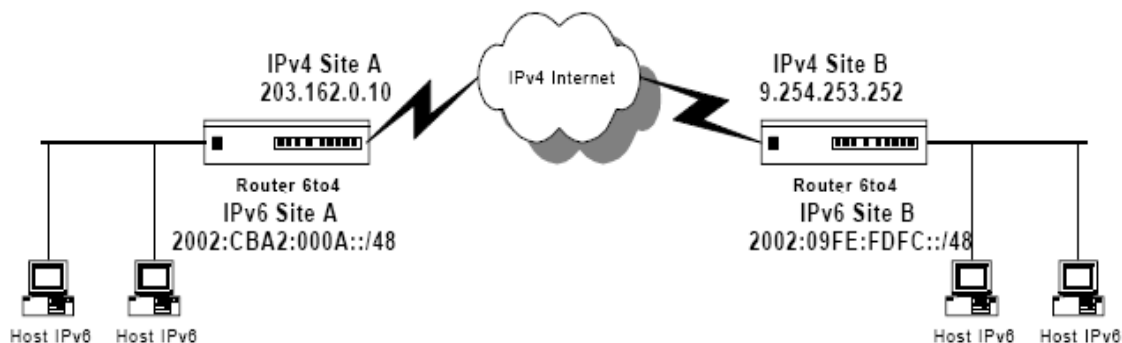 IPv4 Site A
203.162.0.10
IPv4 Internet
IPv4 Site B
9.254.253.252
Router 6to4
IPv6 Site A
2002:CBA2:000A::/48
Router 6to4
IPv6 Site B
2002:09FE:FDFC::/48
Host IPv6
Host IPv6
Host IPv6
Host IPv6